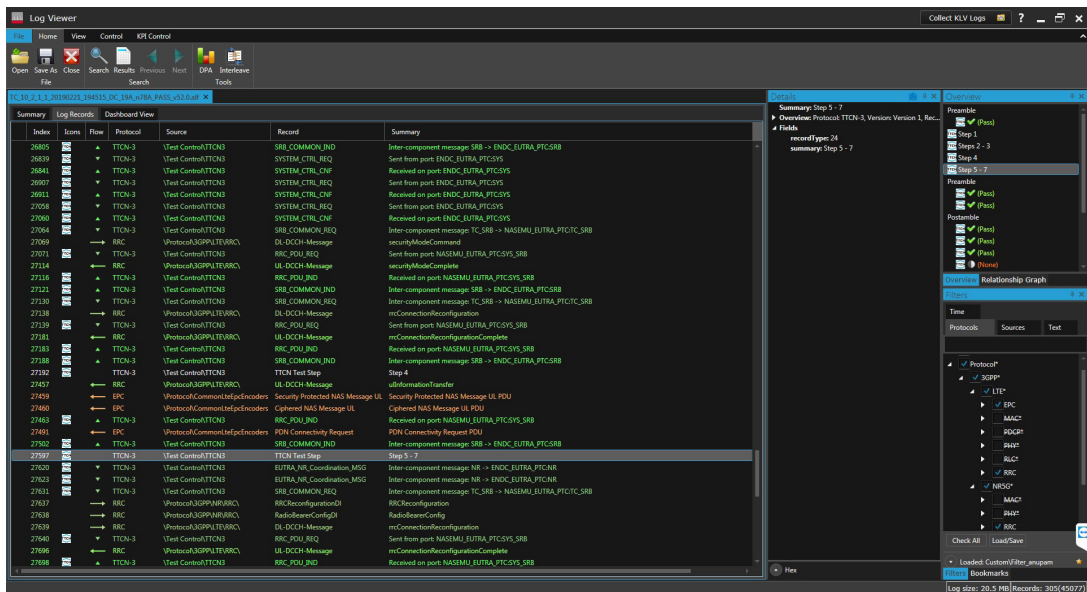 Log Viewer
Collect KLV Logs
File Home View Control KPI Control
Open Save As Close Search Results Previous Next DPA Interleave
File Search Tools
TC_10_2_1_1_20190221_194515_DC_19A_n78A_PASS_v52.0.alf
Summary Log Records Dashboard View
Index Icons Flow Protocol Source Record Summary
26805 TTCN-3 \Test Control\TTCN3 SRB_COMMON_IND Inter-component message: SRB -> ENDC_EUTRA_PTC:SRB
26839 TTCN-3 \Test Control\TTCN3 SYSTEM_CTRL_REQ Sent from port: ENDC_EUTRA_PTC:SYS
26841 TTCN-3 \Test Control\TTCN3 SYSTEM_CTRL_CNF Received on port: ENDC_EUTRA_PTC:SYS
26907 TTCN-3 \Test Control\TTCN3 SYSTEM_CTRL_REQ Sent from port: ENDC_EUTRA_PTC:SYS
26911 TTCN-3 \Test Control\TTCN3 SYSTEM_CTRL_CNF Received on port: ENDC_EUTRA_PTC:SYS
27058 TTCN-3 \Test Control\TTCN3 SYSTEM_CTRL_REQ Sent from port: ENDC_EUTRA_PTC:SYS
27060 TTCN-3 \Test Control\TTCN3 SYSTEM_CTRL_CNF Received on port: ENDC_EUTRA_PTC:SYS
27064 TTCN-3 \Test Control\TTCN3 SRB_COMMON_REQ Inter-component message: TC_SRB -> NASEMU_EUTRA_PTC:TC_SRB
27069 RRC \Protocol\3GPP\LTE\RRC\ DL-DCCH-Message securityModeCommand
27071 TTCN-3 \Test Control\TTCN3 RRC_PDU_REQ Sent from port: NASEMU_EUTRA_PTC:SYS_SRB
27114 RRC \Protocol\3GPP\LTE\RRC\ UL-DCCH-Message securityModeComplete
27116 TTCN-3 \Test Control\TTCN3 RRC_PDU_IND Received on port: NASEMU_EUTRA_PTC:SYS_SRB
27121 TTCN-3 \Test Control\TTCN3 SRB_COMMON_IND Inter-component message: SRB -> ENDC_EUTRA_PTC:SRB
27130 TTCN-3 \Test Control\TTCN3 SRB_COMMON_REQ Inter-component message: TC_SRB -> NASEMU_EUTRA_PTC:TC_SRB
27138 RRC \Protocol\3GPP\LTE\RRC\ DL-DCCH-Message rrcConnectionReconfiguration
27139 TTCN-3 \Test Control\TTCN3 RRC_PDU_REQ Sent from port: NASEMU_EUTRA_PTC:SYS_SRB
27181 RRC \Protocol\3GPP\LTE\RRC\ UL-DCCH-Message rrcConnectionReconfigurationComplete
27183 TTCN-3 \Test Control\TTCN3 RRC_PDU_IND Received on port: NASEMU_EUTRA_PTC:SYS_SRB
27188 TTCN-3 \Test Control\TTCN3 SRB_COMMON_IND Inter-component message: SRB -> ENDC_EUTRA_PTC:SRB
27192 TTCN-3 \Test Control\TTCN3 TTCN Test Step Step 4
27457 RRC \Protocol\3GPP\LTE\RRC\ UL-DCCH-Message ulInformationTransfer
27459 EPC \Protocol\CommonLteEpcEncoders Security Protected NAS Message UL Security Protected NAS Message UL PDU
27460 EPC \Protocol\CommonLteEpcEncoders Ciphered NAS Message UL Ciphered NAS Message UL PDU
27463 TTCN-3 \Test Control\TTCN3 RRC_PDU_IND Received on port: NASEMU_EUTRA_PTC:SYS_SRB
27491 EPC \Protocol\CommonLteEpcEncoders PDN Connectivity Request PDN Connectivity Request PDU
27502 TTCN-3 \Test Control\TTCN3 SRB_COMMON_IND Inter-component message: SRB -> ENDC_EUTRA_PTC:SRB
27597 TTCN-3 \Test Control\TTCN3 TTCN Test Step Step 5 - 7
27620 TTCN-3 \Test Control\TTCN3 EUTRA_NR_Coordination_MSG Inter-component message: NR -> ENDC_EUTRA_PTC:NR
27623 TTCN-3 \Test Control\TTCN3 EUTRA_NR_Coordination_MSG Inter-component message: NR -> ENDC_EUTRA_PTC:NR
27631 TTCN-3 \Test Control\TTCN3 SRB_COMMON_REQ Inter-component message: TC_SRB -> NASEMU_EUTRA_PTC:TC_SRB
27637 RRC \Protocol\3GPP\NR\RRC\ RRCReconfigurationDl RRCReconfiguration
27638 RRC \Protocol\3GPP\NR\RRC\ RadioBearerConfigDl RadioBearerConfig
27639 RRC \Protocol\3GPP\LTE\RRC\ DL-DCCH-Message rrcConnectionReconfiguration
27640 TTCN-3 \Test Control\TTCN3 RRC_PDU_REQ Sent from port: NASEMU_EUTRA_PTC:SYS_SRB
27696 RRC \Protocol\3GPP\LTE\RRC\ UL-DCCH-Message rrcConnectionReconfigurationComplete
27698 TTCN-3 \Test Control\TTCN3 RRC_PDU_IND Received on port: NASEMU_EUTRA_PTC:SYS_SRB
Details
Summary: Step 5 - 7
Overview: Protocol: TTCN-3, Version: Version 1, Rec...
Fields
recordType: 24
summary: Step 5 - 7
Hex
Overview
Preamble
(Pass)
Step 1
Steps 2 - 3
Step 4
Step 5 - 7
Preamble
(Pass)
(Pass)
Postamble
(Pass)
(Pass)
(Pass)
(None)
Overview Relationship Graph
Filters
Time
Protocols Sources Text
Protocol*
3GPP*
LTE*
EPC
MAC*
PDCP*
PHY*
RLC*
RRC
NR5G*
MAC*
PHY*
RRC
Check All Load/Save
Loaded: Custom\Filter_anupam
Filters Bookmarks
Log size: 20.5 MB Records: 305(45077)